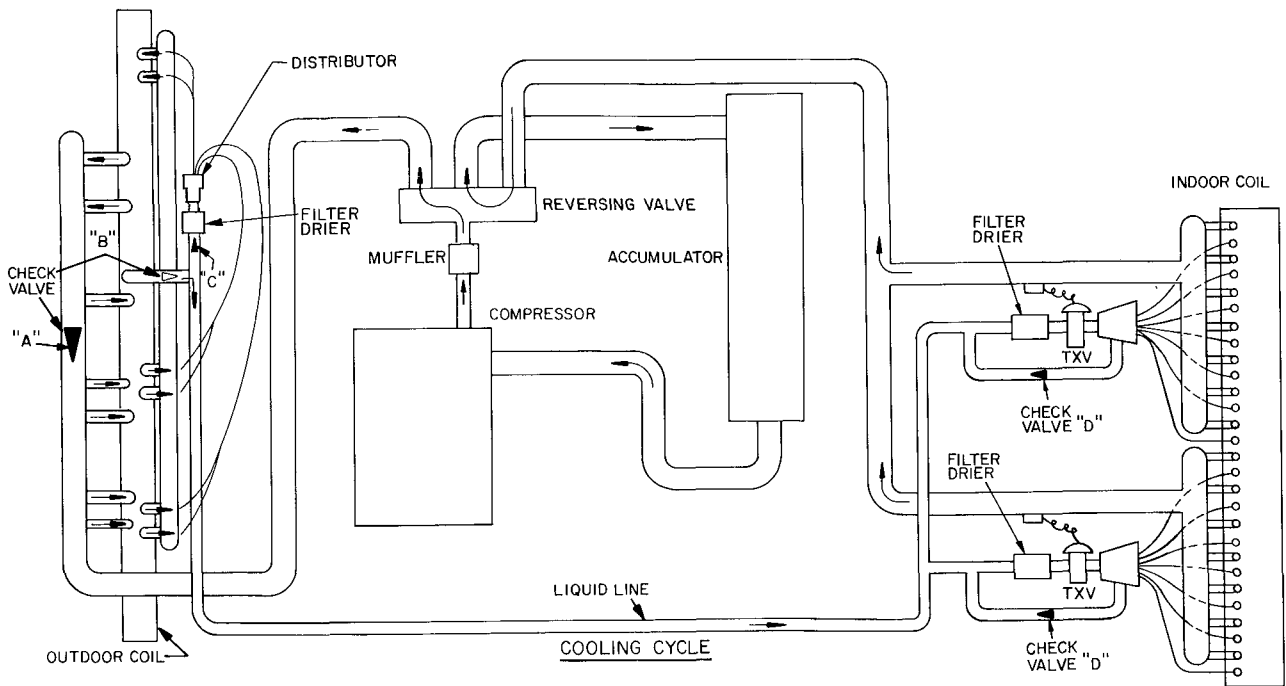 DISTRIBUTOR
FILTER
DRIER
"B"
CHECK
VALVE
"A"
"C"
OUTDOOR COIL
REVERSING VALVE
MUFFLER
COMPRESSOR
ACCUMULATOR
LIQUID LINE
COOLING CYCLE
INDOOR COIL
FILTER
DRIER
TXV
CHECK
VALVE "D"
FILTER
DRIER
TXV
CHECK
VALVE "D"